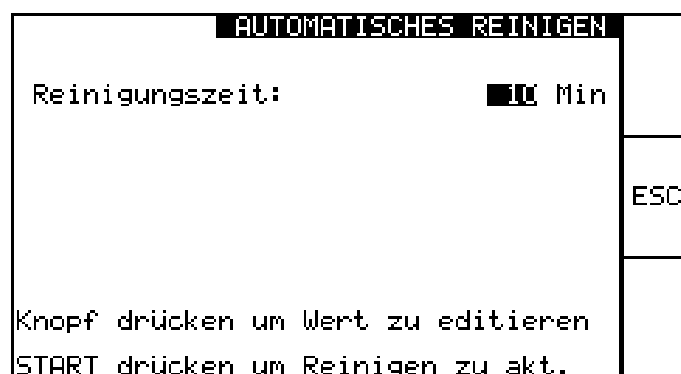 AUTOMATISCHES REINIGEN
Reinigungszeit: 10 Min
ESC
Knopf drücken um Wert zu editieren
START drücken um Reinigen zu akt.